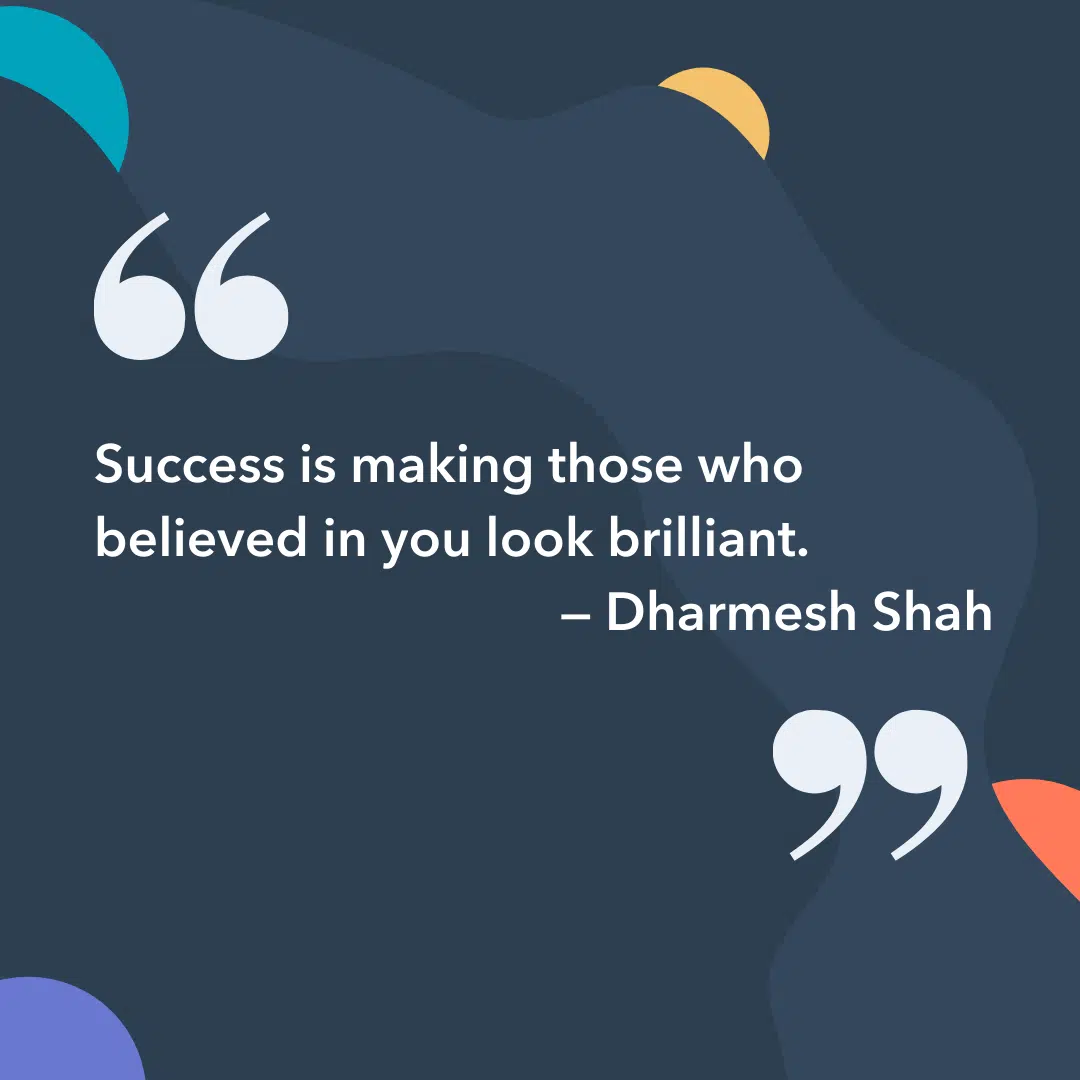 “
Success is making those who
believed in you look brilliant.
– Dharmesh Shah
”